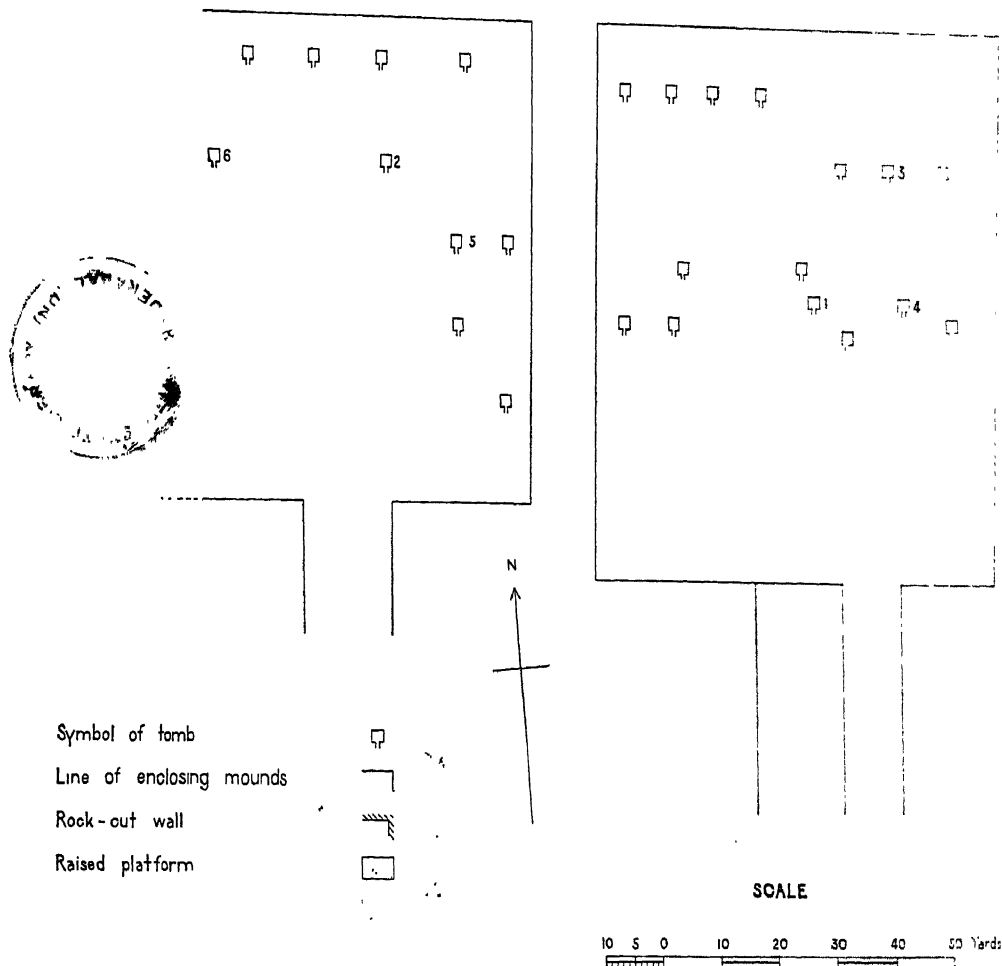 6
2
5
3
1
4
N
Symbol of tomb
Line of enclosing mounds
Rock-cut wall
Raised platform
SCALE
10 5 0 10 20 30 40 50 Yards